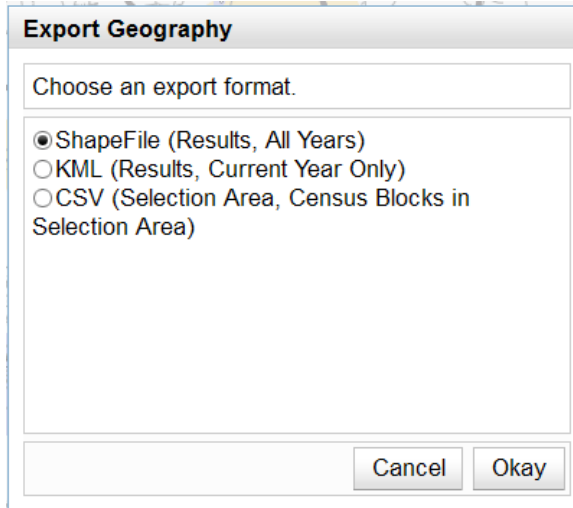 Export Geography
Choose an export format.
ShapeFile (Results, All Years)
KML (Results, Current Year Only)
CSV (Selection Area, Census Blocks in
Selection Area)
Cancel Okay